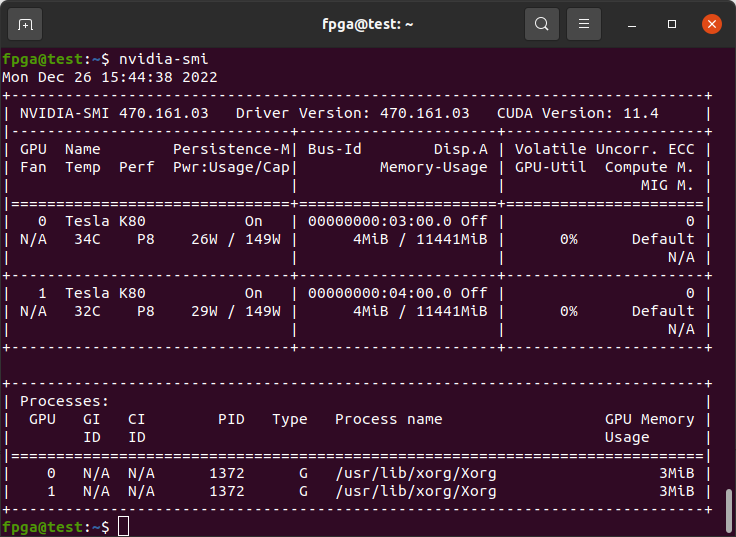 fpga@test: ~
fpga@test:~$ nvidia-smi
Mon Dec 26 15:44:38 2022
+-----------------------------------------------------------------------------+
| NVIDIA-SMI 470.161.03   Driver Version: 470.161.03   CUDA Version: 11.4     |
|-------------------------------+----------------------+----------------------+
| GPU  Name        Persistence-M| Bus-Id        Disp.A | Volatile Uncorr. ECC |
| Fan  Temp  Perf  Pwr:Usage/Cap|         Memory-Usage | GPU-Util  Compute M. |
|                               |                      |               MIG M. |
|===============================+======================+======================|
|   0  Tesla K80           On   | 00000000:03:00.0 Off |                    0 |
| N/A   34C    P8    26W / 149W |      4MiB / 11441MiB |      0%      Default |
|                               |                      |                  N/A |
+-------------------------------+----------------------+----------------------+
|   1  Tesla K80           On   | 00000000:04:00.0 Off |                    0 |
| N/A   32C    P8    29W / 149W |      4MiB / 11441MiB |      0%      Default |
|                               |                      |                  N/A |
+-------------------------------+----------------------+----------------------+

+-----------------------------------------------------------------------------+
| Processes:                                                                  |
|  GPU   GI   CI        PID   Type   Process name                  GPU Memory |
|        ID   ID                                                   Usage      |
|=============================================================================|
|    0   N/A  N/A      1372      G   /usr/lib/xorg/Xorg                  3MiB |
|    1   N/A  N/A      1372      G   /usr/lib/xorg/Xorg                  3MiB |
+-----------------------------------------------------------------------------+
fpga@test:~$